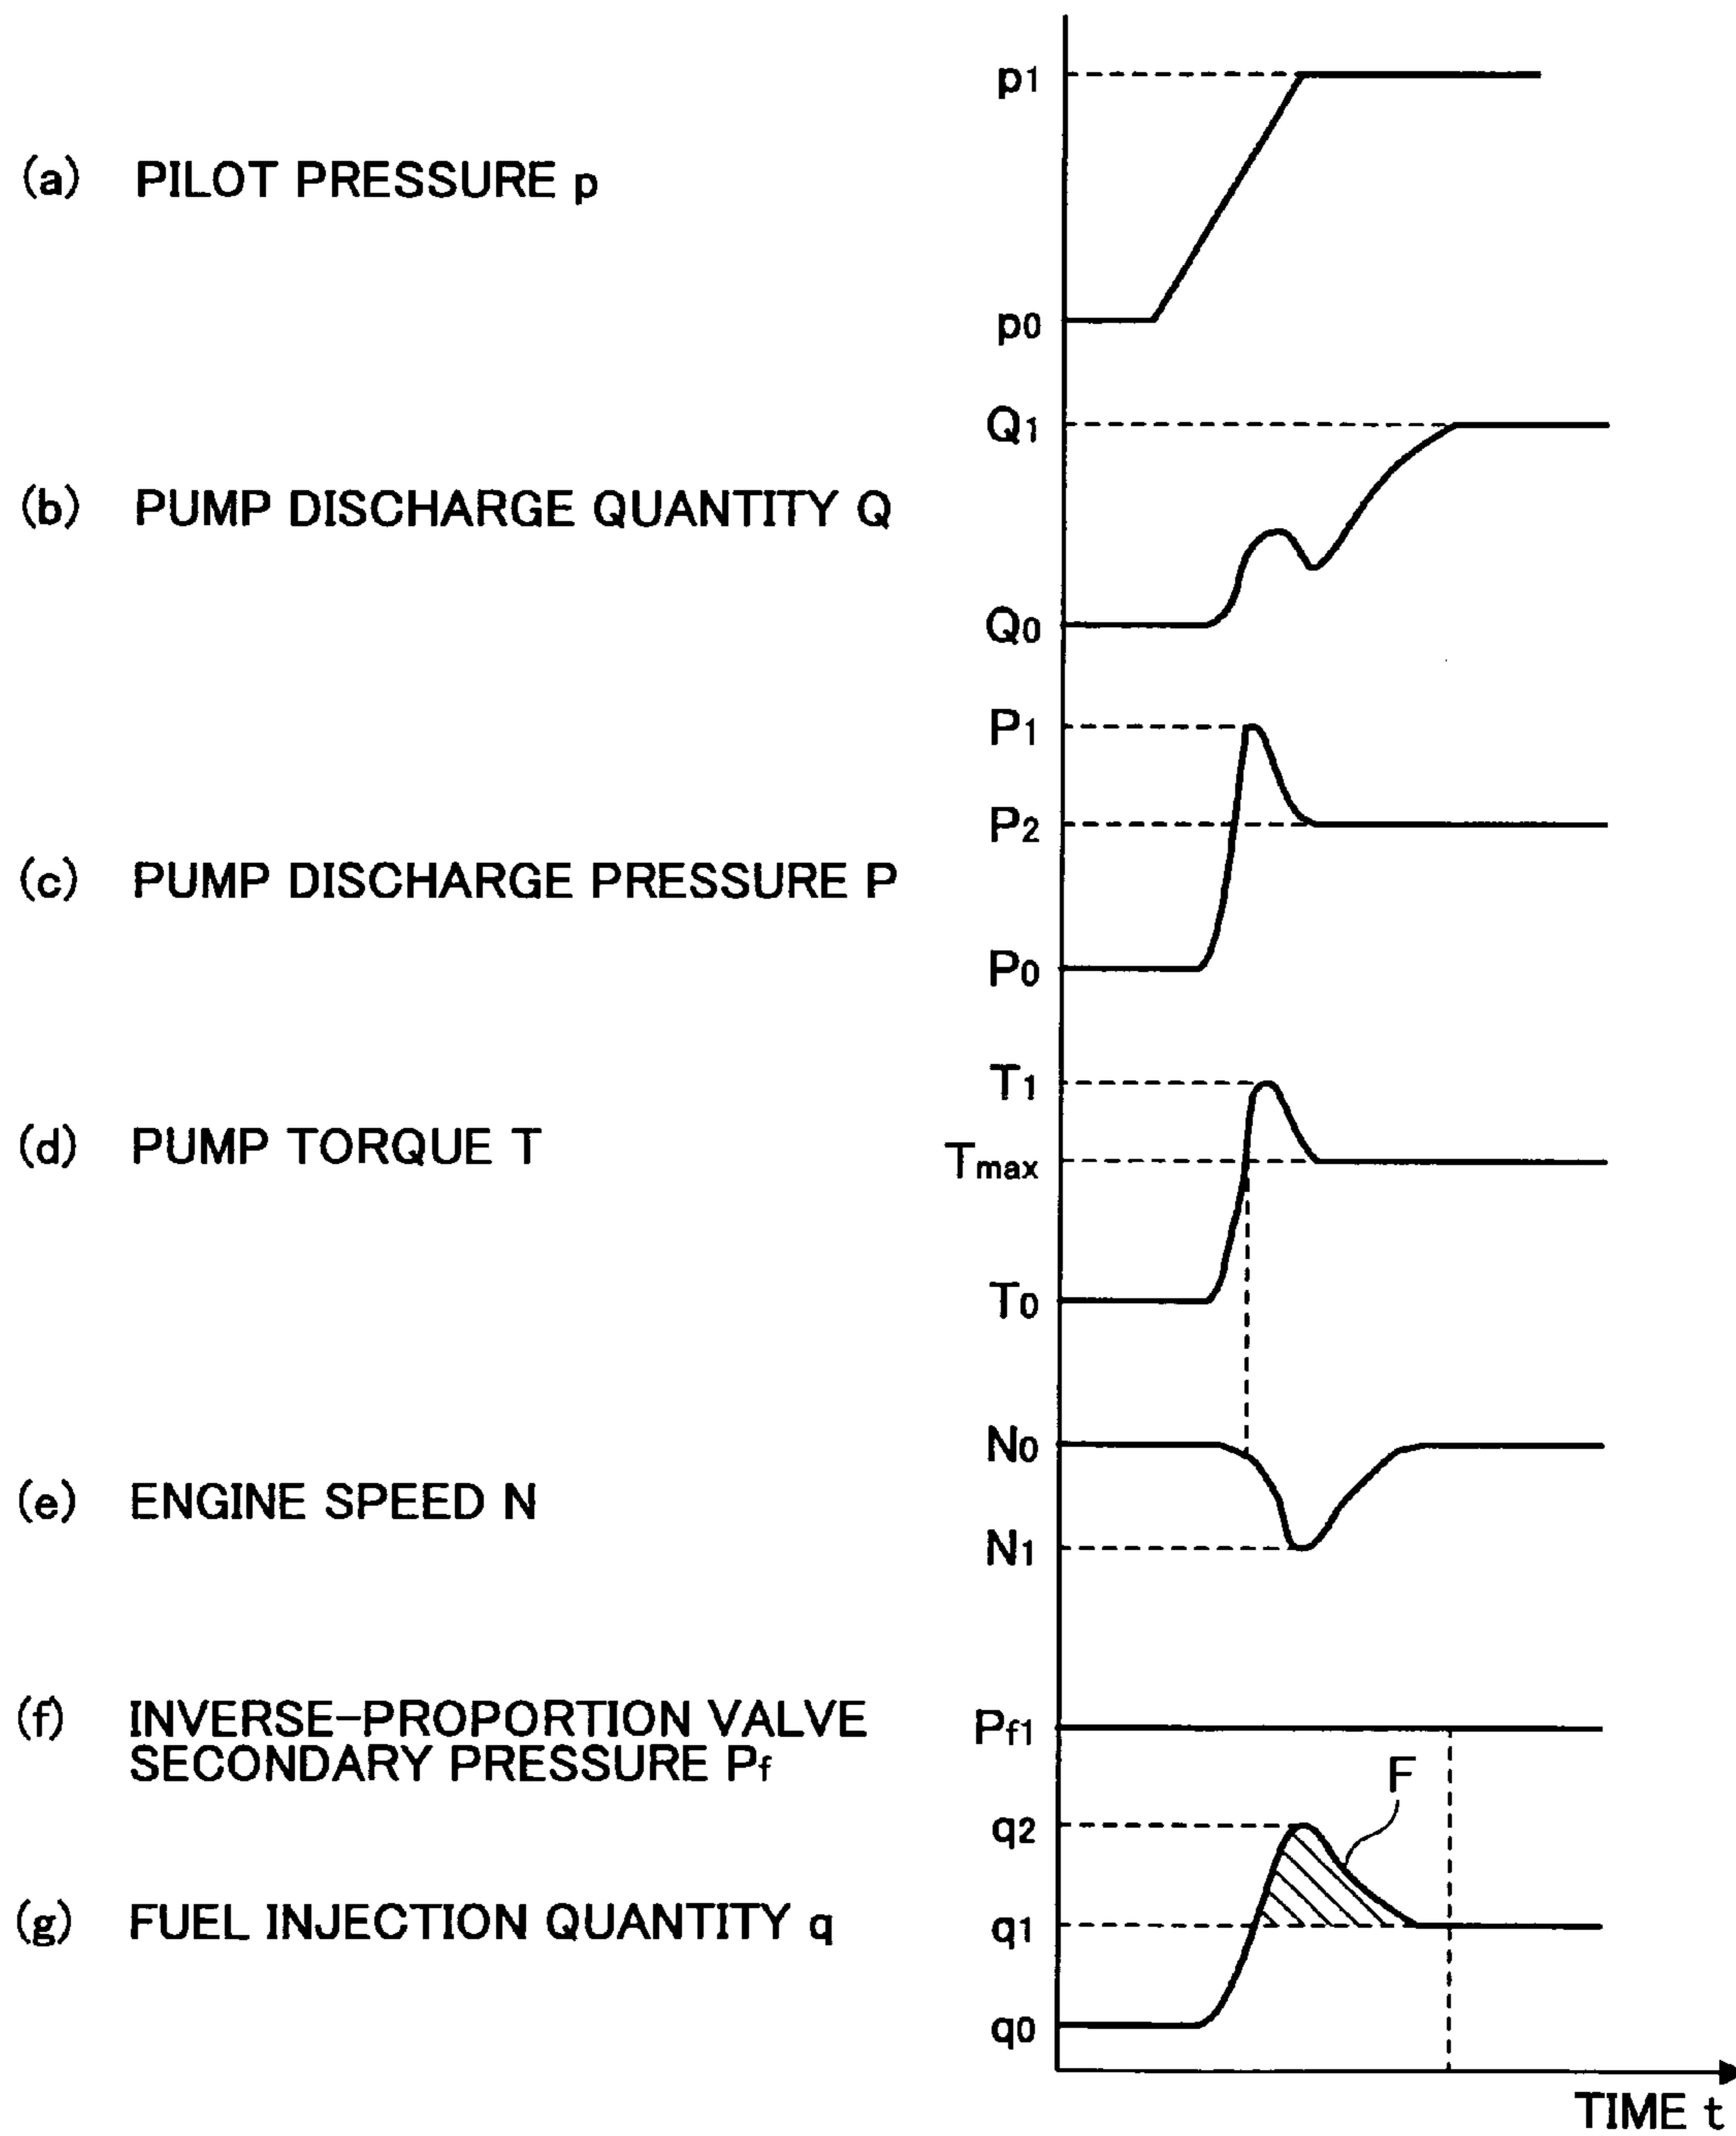 (a) PILOT PRESSURE p
p1
p0
(b) PUMP DISCHARGE QUANTITY Q
Q1
Q0
(c) PUMP DISCHARGE PRESSURE P
P1
P2
P0
(d) PUMP TORQUE T
T1
Tmax
T0
(e) ENGINE SPEED N
N0
N1
(f) INVERSE-PROPORTION VALVE
SECONDARY PRESSURE Pf
Pf1
F
(g) FUEL INJECTION QUANTITY q
q2
q1
q0
TIME t